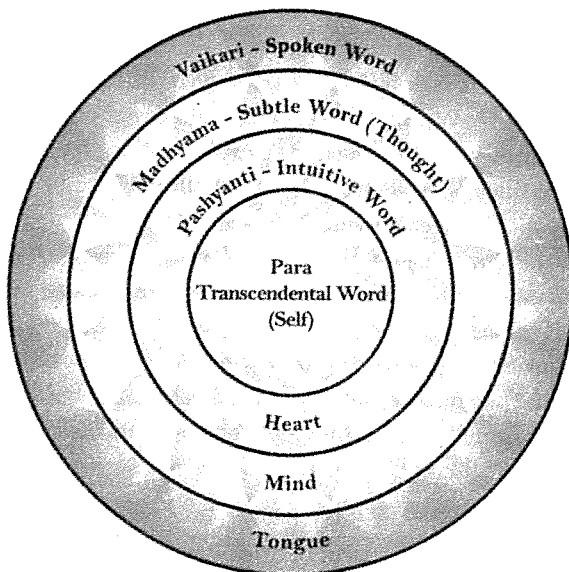 Vaikari - Spoken Word
Madhyama - Subtle Word (Thought)
Pashyanti - Intuitive Word
Para
Transcendental Word
(Self)
Heart
Mind
Tongue